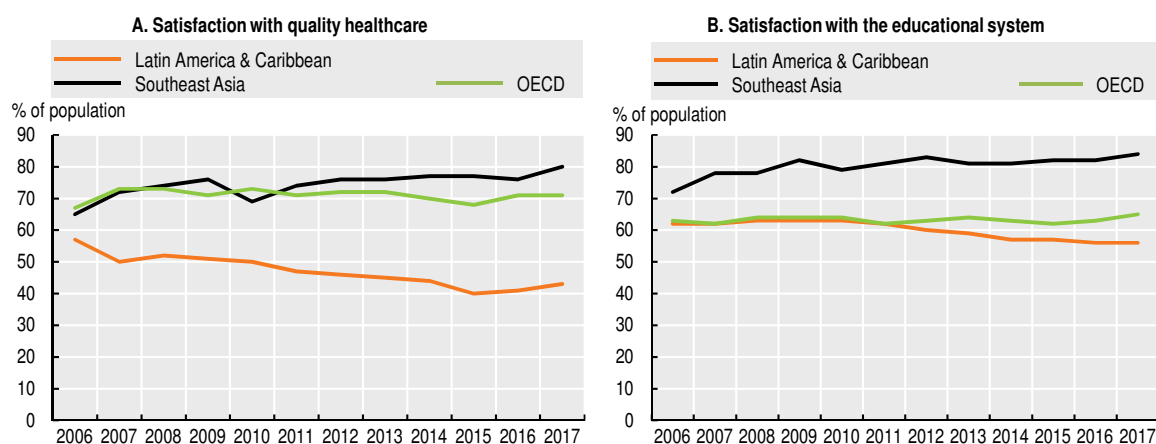 A. Satisfaction with quality healthcare
Latin America & Caribbean
Southeast Asia
OECD
% of population
90
80
70
60
50
40
30
20
10
0
2006 2007 2008 2009 2010 2011 2012 2013 2014 2015 2016 2017
B. Satisfaction with the educational system
Latin America & Caribbean
Southeast Asia
OECD
% of population
90
80
70
60
50
40
30
20
10
0
2006 2007 2008 2009 2010 2011 2012 2013 2014 2015 2016 2017